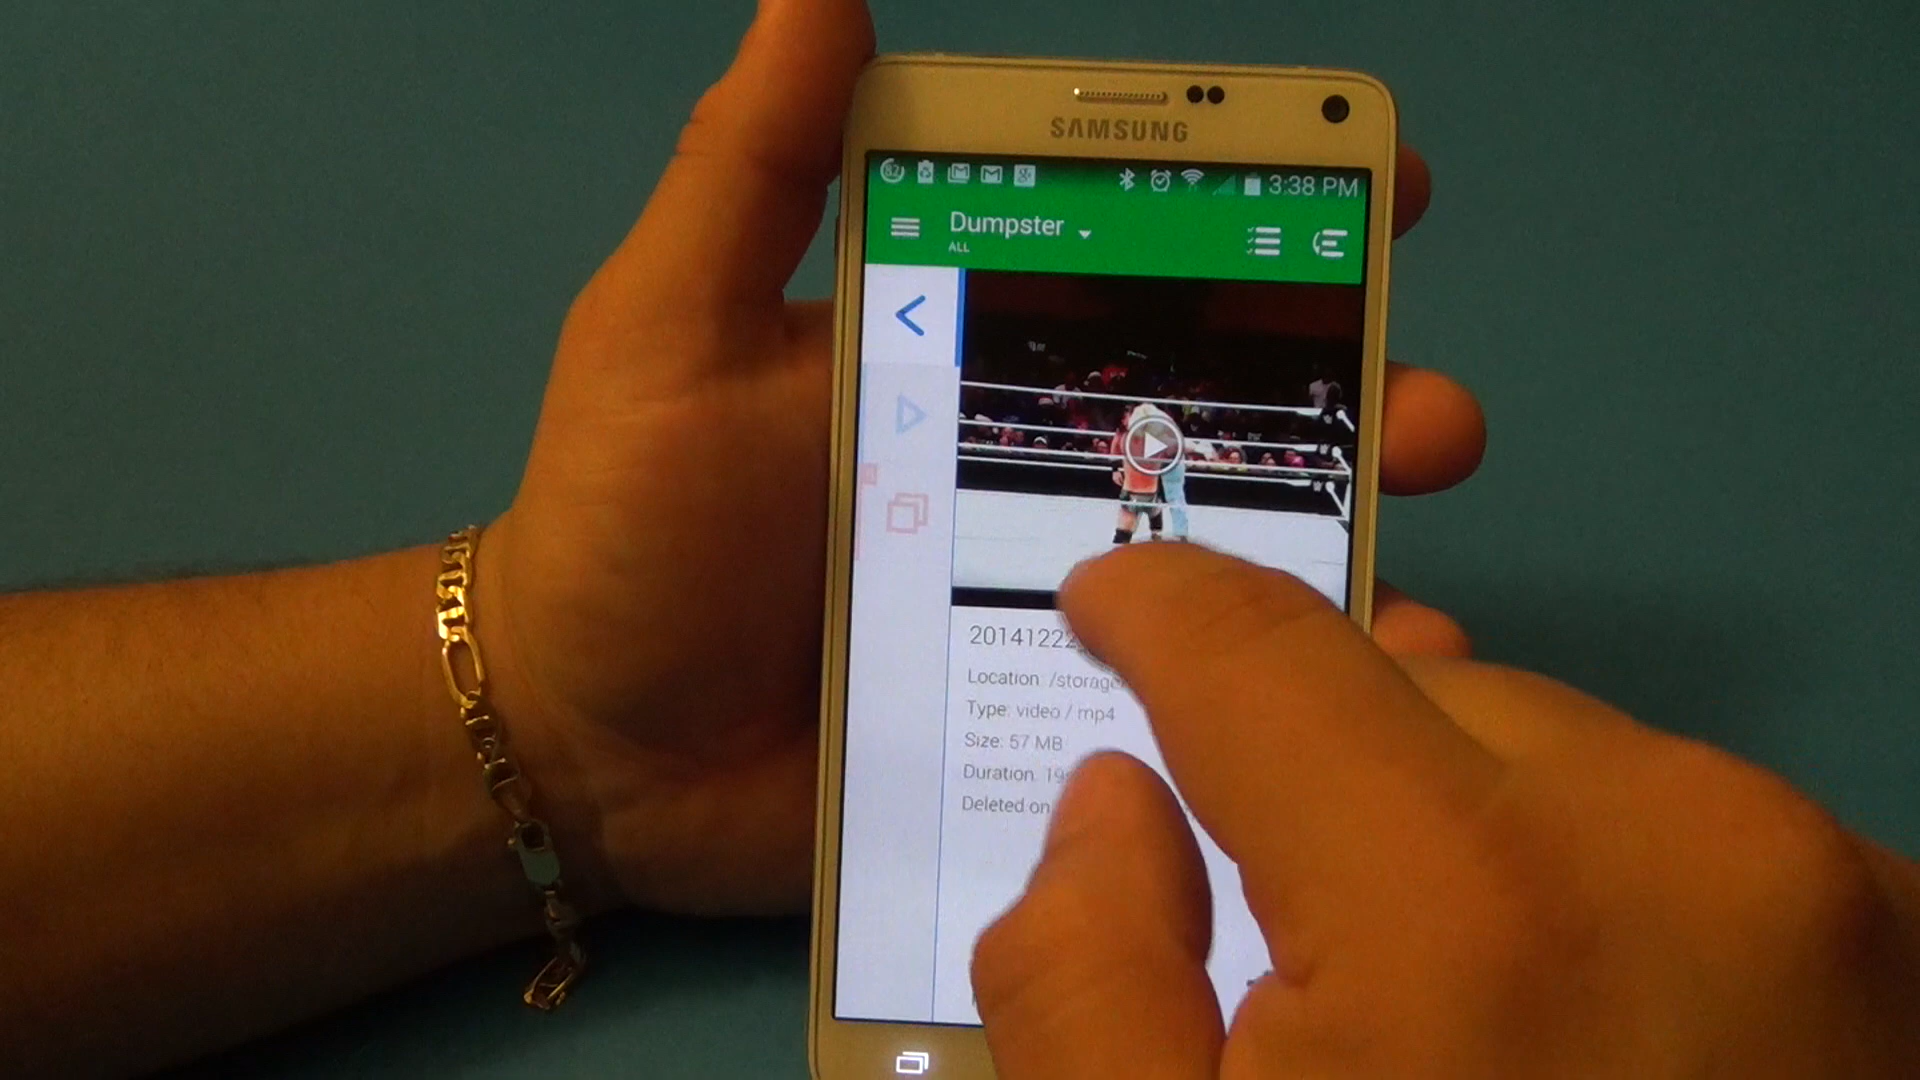 SAMSUNG
82
3:38 PM
Dumpster
ALL
20141222
Location: /storage
Type: video / mp4
Size: 57 MB
Duration: 19
Deleted on